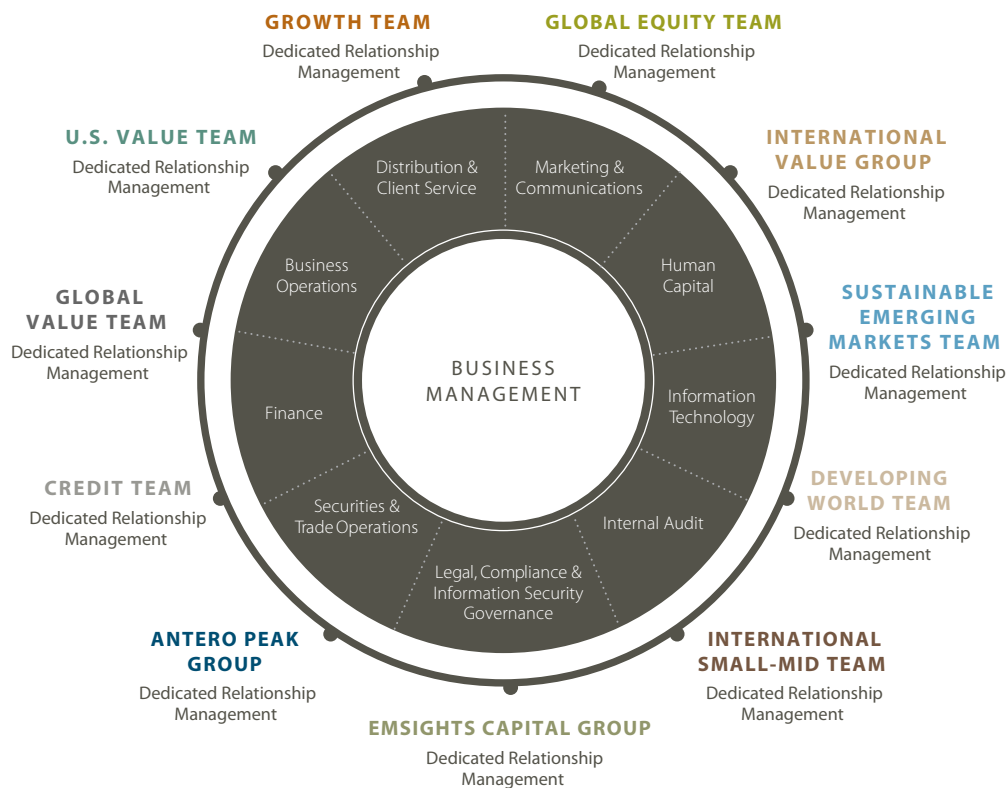 GROWTH TEAM
Dedicated Relationship
Management
GLOBAL EQUITY TEAM
Dedicated Relationship
Management
U.S. VALUE TEAM
Dedicated Relationship
Management
INTERNATIONAL
VALUE GROUP
Dedicated Relationship
Management
GLOBAL
VALUE TEAM
Dedicated Relationship
Management
SUSTAINABLE
EMERGING
MARKETS TEAM
Dedicated Relationship
Management
CREDIT TEAM
Dedicated Relationship
Management
DEVELOPING
WORLD TEAM
Dedicated Relationship
Management
ANTERO PEAK
GROUP
Dedicated Relationship
Management
INTERNATIONAL
SMALL-MID TEAM
Dedicated Relationship
Management
EMSIGHTS CAPITAL GROUP
Dedicated Relationship
Management
Distribution &
Client Service
Marketing &
Communications
Business
Operations
Human
Capital
Finance
Information
Technology
Securities &
Trade Operations
Internal Audit
Legal, Compliance &
Information Security
Governance
BUSINESS
MANAGEMENT